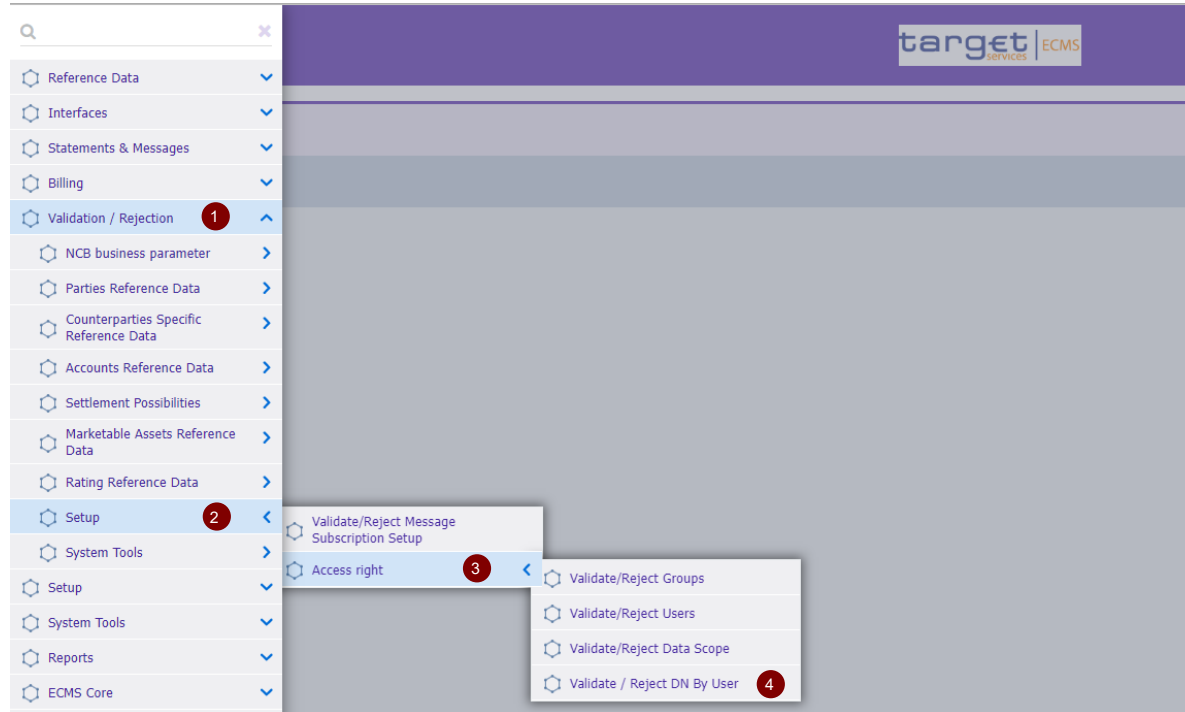 target | ECMS
services
Reference Data
Interfaces
Statements & Messages
Billing
Validation / Rejection 1
NCB business parameter
Parties Reference Data
Counterparties Specific
Reference Data
Accounts Reference Data
Settlement Possibilities
Marketable Assets Reference
Data
Rating Reference Data
Setup 2
System Tools
Setup
System Tools
Reports
ECMS Core
Validate/Reject Message
Subscription Setup
Access right 3
Validate/Reject Groups
Validate/Reject Users
Validate/Reject Data Scope
Validate / Reject DN By User 4